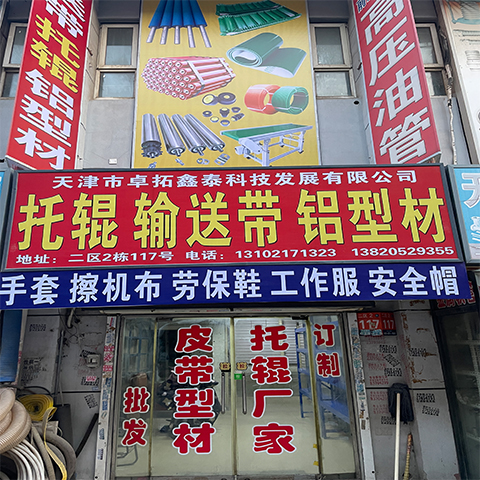 带托辊铝型材
高压油管
天津市卓拓鑫泰科技发展有限公司
托辊 输送带 铝型材
地址：二区2栋117号 电话：13102171323 13820529355
手套 擦机布 劳保鞋 工作服 安全帽
117
117
批发
皮带型材
托辊厂家
订制